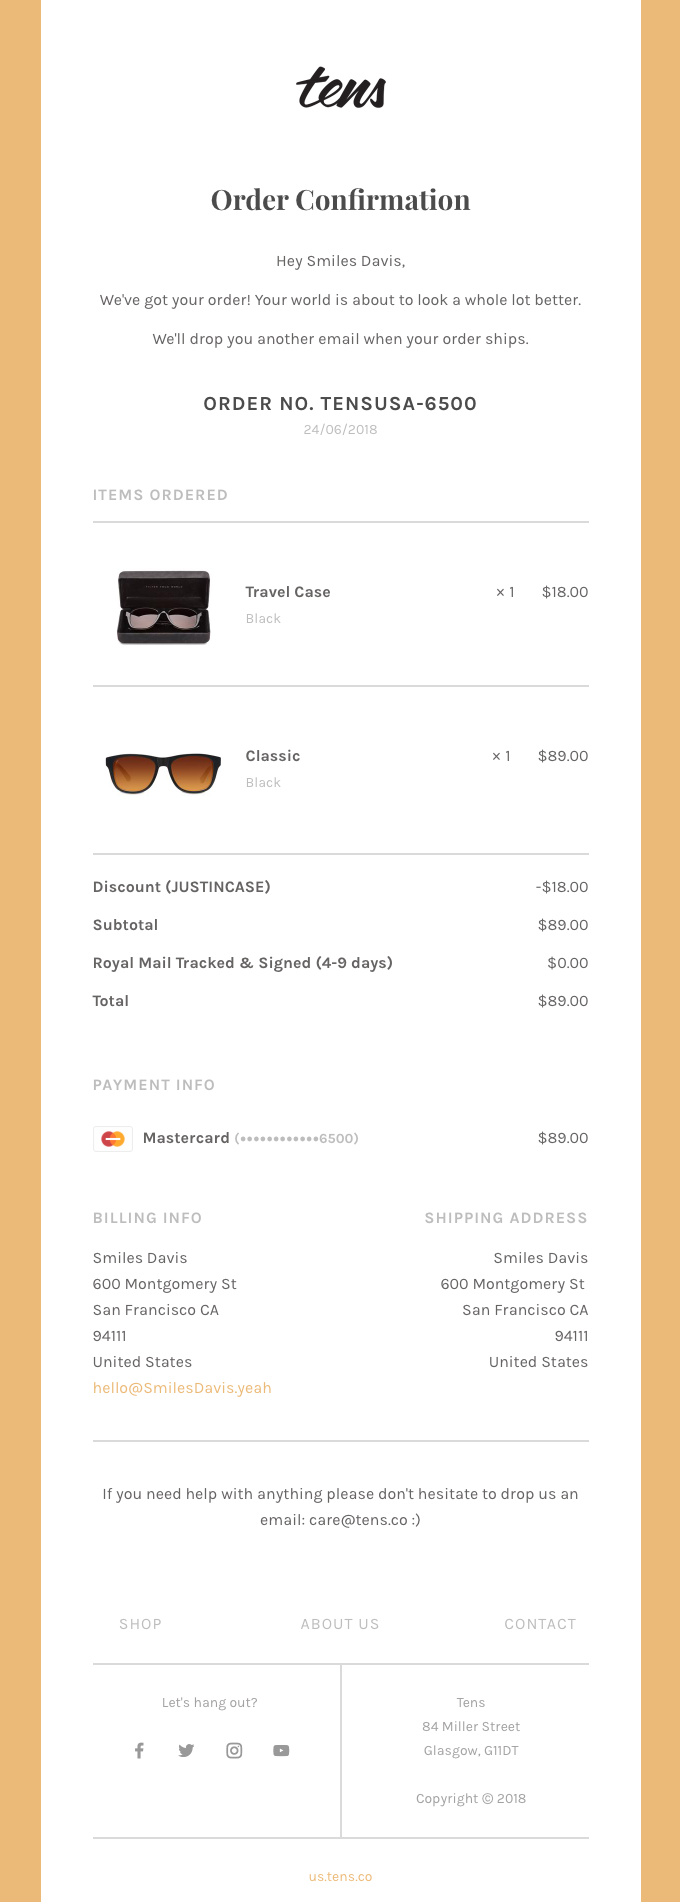 tens
Order Confirmation
Hey Smiles Davis,
We've got your order! Your world is about to look a whole lot better.
We'll drop you another email when your order ships.
ORDER NO. TENSUSA-6500
24/06/2018
ITEMS ORDERED
Travel Case × 1 $18.00
Black
Classic × 1 $89.00
Black
Discount (JUSTINCASE) -$18.00
Subtotal $89.00
Royal Mail Tracked & Signed (4-9 days) $0.00
Total $89.00
PAYMENT INFO
Mastercard (••••••••••••6500) $89.00
BILLING INFO
Smiles Davis
600 Montgomery St
San Francisco CA
94111
United States
hello@SmilesDavis.yeah
SHIPPING ADDRESS
Smiles Davis
600 Montgomery St
San Francisco CA
94111
United States
If you need help with anything please don't hesitate to drop us an
email: care@tens.co :)
SHOP ABOUT US CONTACT
Let's hang out?
Tens
84 Miller Street
Glasgow, G11DT
Copyright © 2018
us.tens.co